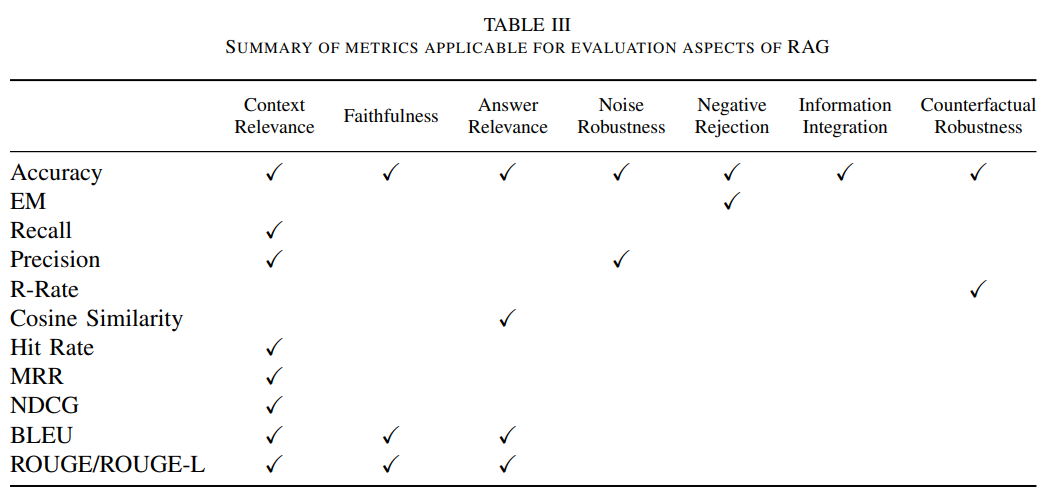 TABLE III
SUMMARY OF METRICS APPLICABLE FOR EVALUATION ASPECTS OF RAG
Context Relevance Faithfulness Answer Relevance Noise Robustness Negative Rejection Information Integration Counterfactual Robustness
Accuracy ✓ ✓ ✓ ✓ ✓ ✓ ✓
EM ✓
Recall ✓
Precision ✓ ✓
R-Rate ✓
Cosine Similarity ✓
Hit Rate ✓
MRR ✓
NDCG ✓
BLEU ✓ ✓ ✓
ROUGE/ROUGE-L ✓ ✓ ✓